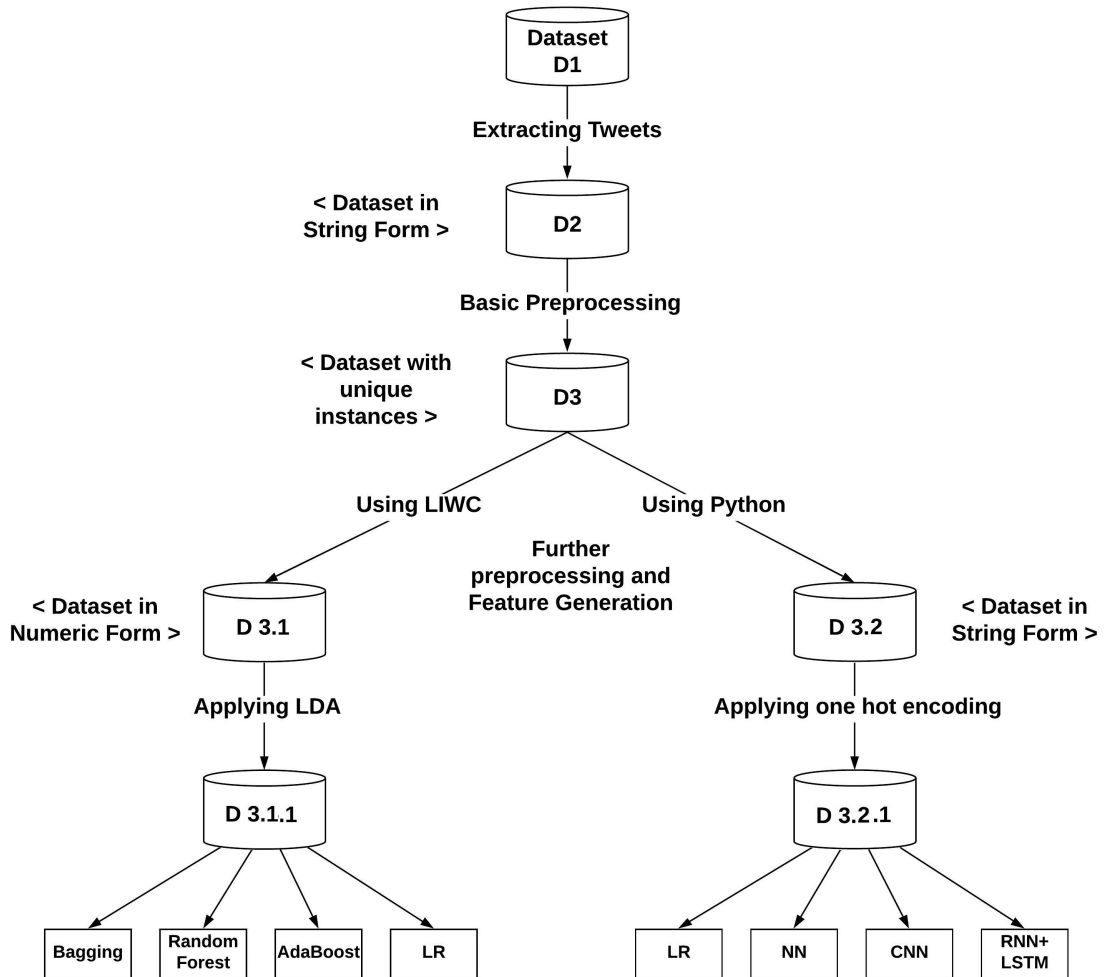 Dataset
D1
Extracting Tweets
< Dataset in
String Form >
D2
Basic Preprocessing
< Dataset with
unique
instances >
D3
Using LIWC
Using Python
Further
preprocessing and
Feature Generation
< Dataset in
Numeric Form >
D 3.1
D 3.2
< Dataset in
String Form >
Applying LDA
Applying one hot encoding
D 3.1.1
D 3.2.1
Bagging
Random
Forest
AdaBoost
LR
LR
NN
CNN
RNN+
LSTM